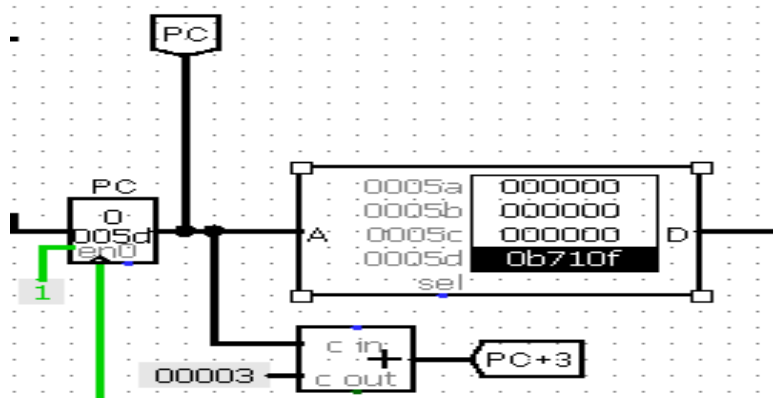 PC
PC
0
005d
en0
1
A
0005a 000000
0005b 000000
0005c 000000
0005d 0b710f
D
sel
c in
+
c out
00003
PC+3